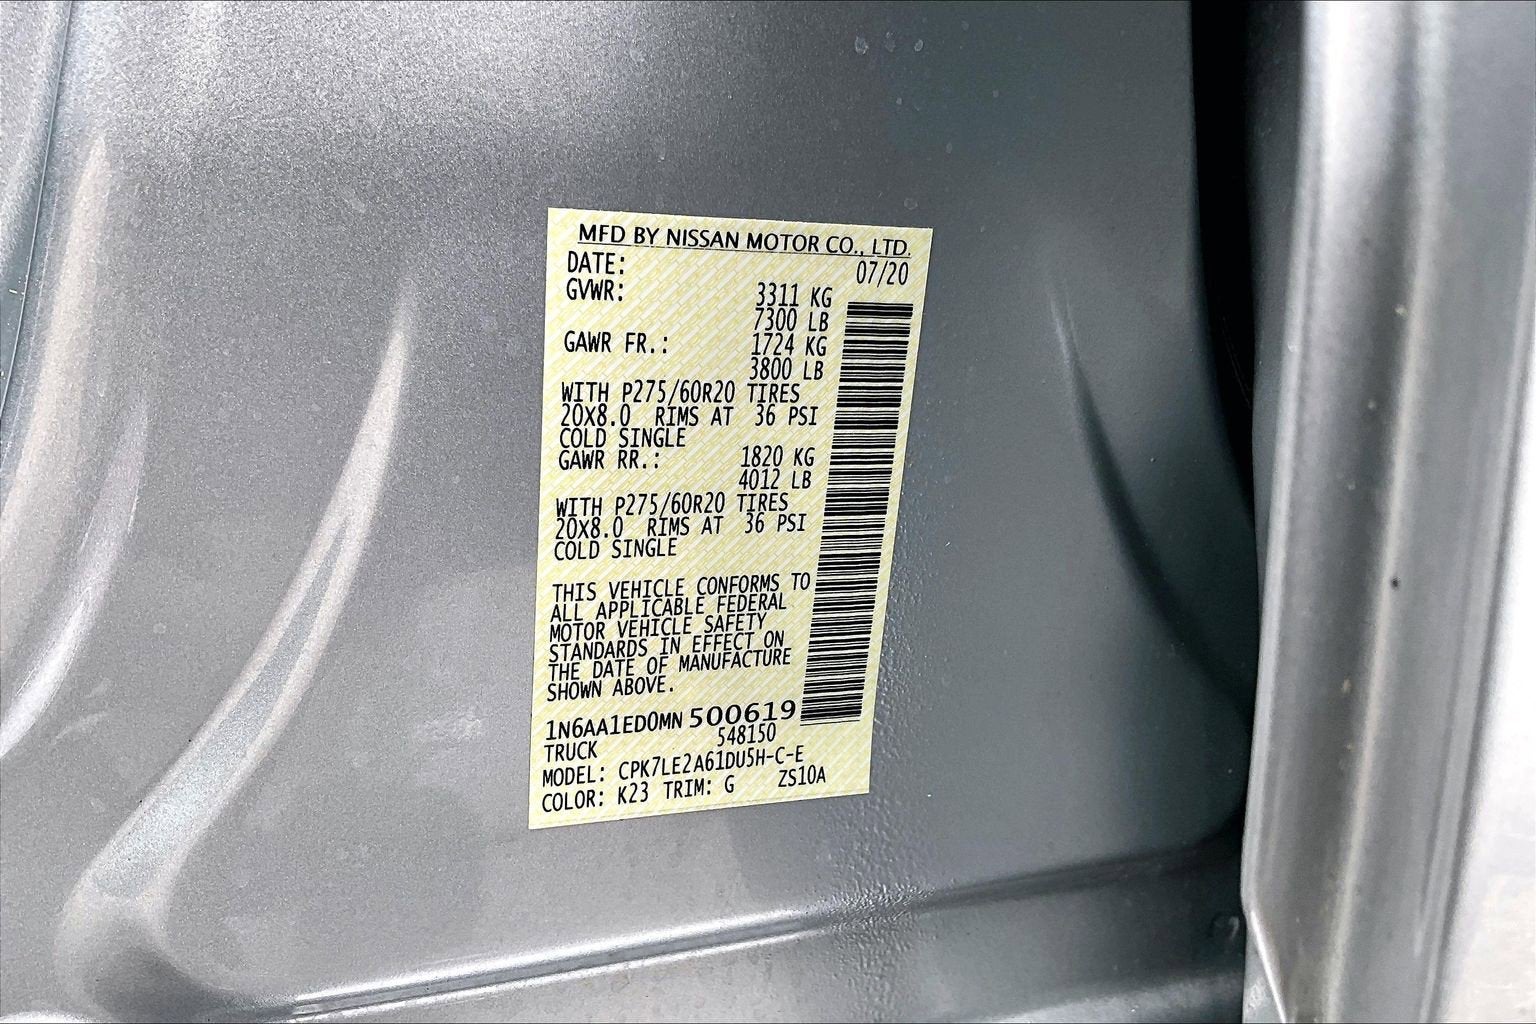 MFD BY NISSAN MOTOR CO., LTD.
DATE: 07/20
GVWR: 3311 KG
7300 LB
GAWR FR.: 1724 KG
3800 LB
WITH P275/60R20 TIRES
20X8.0 RIMS AT 36 PSI
COLD SINGLE
GAWR RR.: 1820 KG
4012 LB
WITH P275/60R20 TIRES
20X8.0 RIMS AT 36 PSI
COLD SINGLE
THIS VEHICLE CONFORMS TO
ALL APPLICABLE FEDERAL
MOTOR VEHICLE SAFETY
STANDARDS IN EFFECT ON
THE DATE OF MANUFACTURE
SHOWN ABOVE.
1N6AA1ED0MN500619
TRUCK 548150
MODEL: CPK7LE2A61DU5H-C-E
COLOR: K23 TRIM: G ZS10A